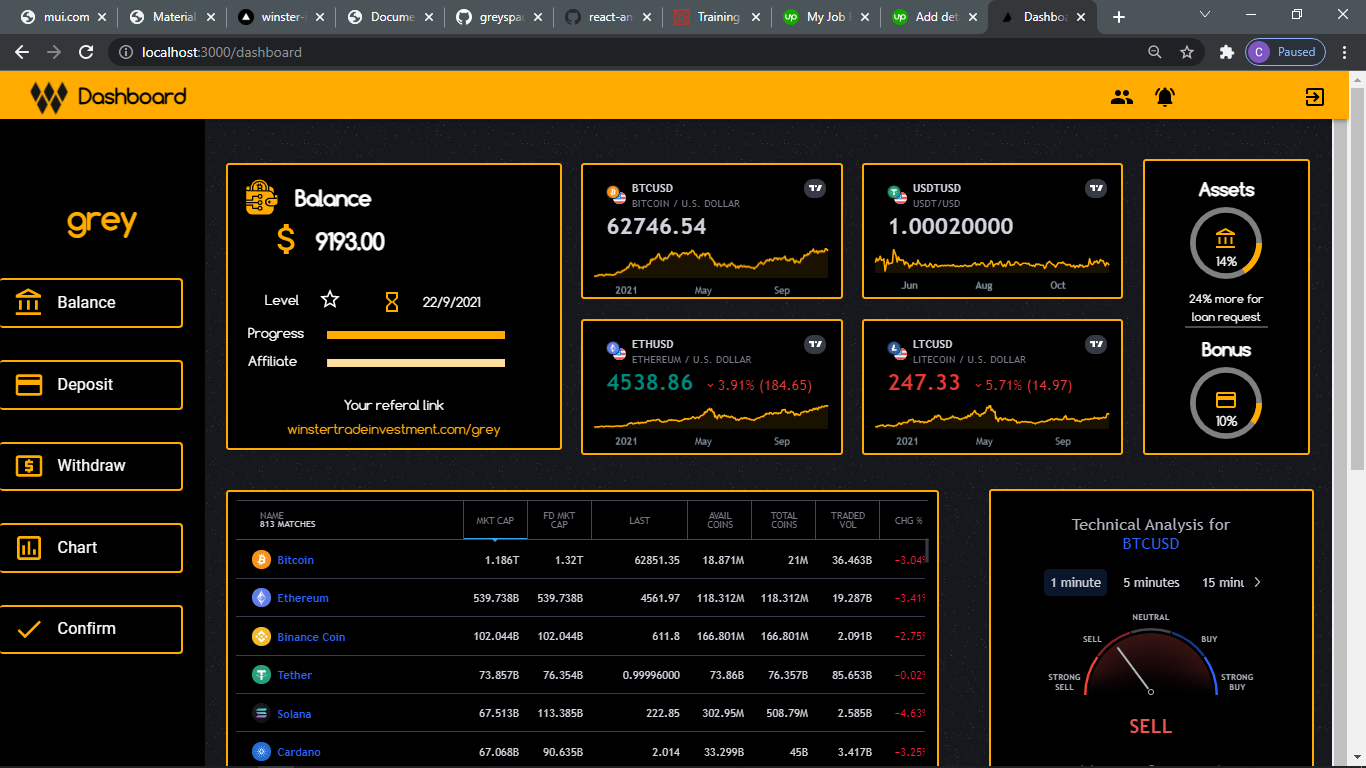 mui.com
Material
winster-l
Docume
greyspac
react-an
Training
My Job F
Add det
Dashboa
localhost:3000/dashboard
C Paused
Dashboard
grey
Balance
Deposit
Withdraw
Chart
Confirm
Balance
$ 9193.00
Level 22/9/2021
Progress
Affiliate
Your referal link
winstertradeinvestment.com/grey
BTCUSD
BITCOIN / U.S. DOLLAR
62746.54
2021 May Sep
USDTUSD
USDT/USD
1.00020000
Jun Aug Oct
ETHUSD
ETHEREUM / U.S. DOLLAR
4538.86 3.91% (184.65)
2021 May Sep
LTCUSD
LITECOIN / U.S. DOLLAR
247.33 5.71% (14.97)
2021 May Sep
Assets
14%
24% more for
loan request
Bonus
10%
NAME
813 MATCHES
MKT CAP
FD MKT
CAP
LAST
AVAIL
COINS
TOTAL
COINS
TRADED
VOL
CHG %
Bitcoin 1.186T 1.32T 62851.35 18.871M 21M 36.463B −3.04%
Ethereum 539.738B 539.738B 4561.97 118.312M 118.312M 19.287B −3.41%
Binance Coin 102.044B 102.044B 611.8 166.801M 166.801M 2.091B −2.75%
Tether 73.857B 76.354B 0.99996000 73.86B 76.357B 85.653B −0.02%
Solana 67.513B 113.385B 222.85 302.95M 508.79M 2.585B −4.63%
Cardano 67.068B 90.635B 2.014 33.299B 45B 3.417B −3.25%
Technical Analysis for
BTCUSD
1 minute 5 minutes 15 minu
NEUTRAL
SELL BUY
STRONG
SELL
STRONG
BUY
SELL